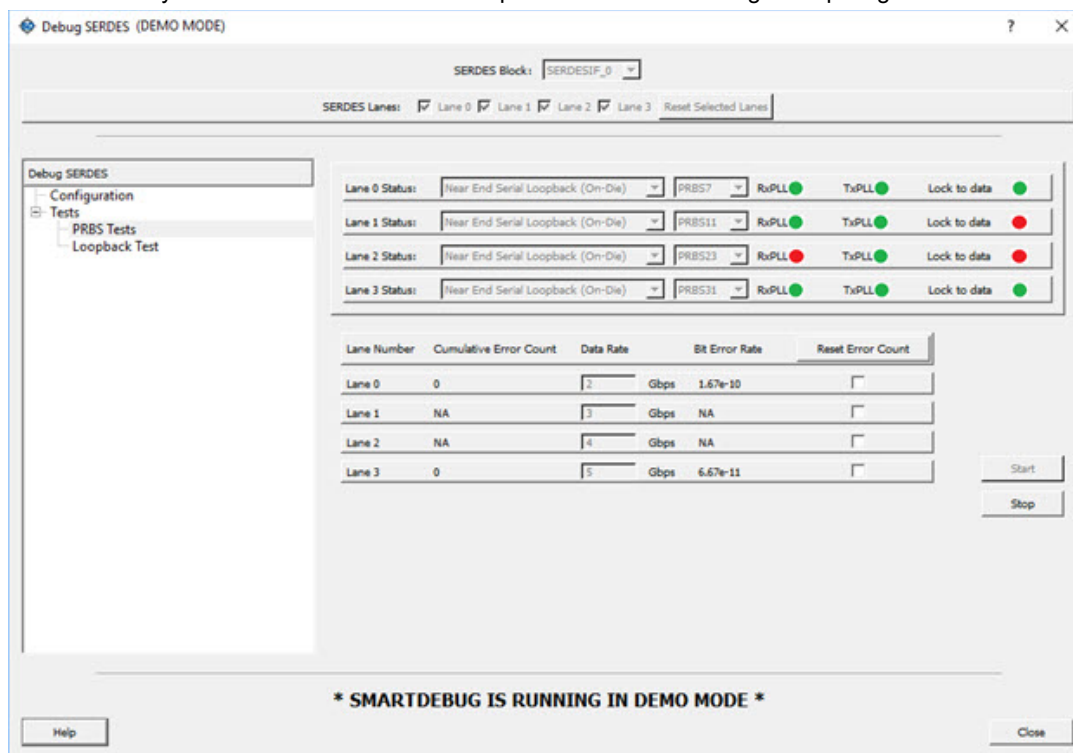 Debug SERDES (DEMO MODE) ?
SERDES Block: SERDESIF_0
SERDES Lanes: Lane 0 Lane 1 Lane 2 Lane 3 Reset Selected Lanes
Debug SERDES
Configuration
Tests
PRBS Tests
Loopback Test
Lane 0 Status: Near End Serial Loopback (On-Die) PRBS7 RxPLL TxPLL Lock to data
Lane 1 Status: Near End Serial Loopback (On-Die) PRBS11 RxPLL TxPLL Lock to data
Lane 2 Status: Near End Serial Loopback (On-Die) PRBS23 RxPLL TxPLL Lock to data
Lane 3 Status: Near End Serial Loopback (On-Die) PRBS31 RxPLL TxPLL Lock to data
Lane Number Cumulative Error Count Data Rate Bit Error Rate Reset Error Count
Lane 0 0 2 Gbps 1.67e-10
Lane 1 NA 3 Gbps NA
Lane 2 NA 4 Gbps NA
Lane 3 0 5 Gbps 6.67e-11
Start
Stop
* SMARTDEBUG IS RUNNING IN DEMO MODE *
Help
Close